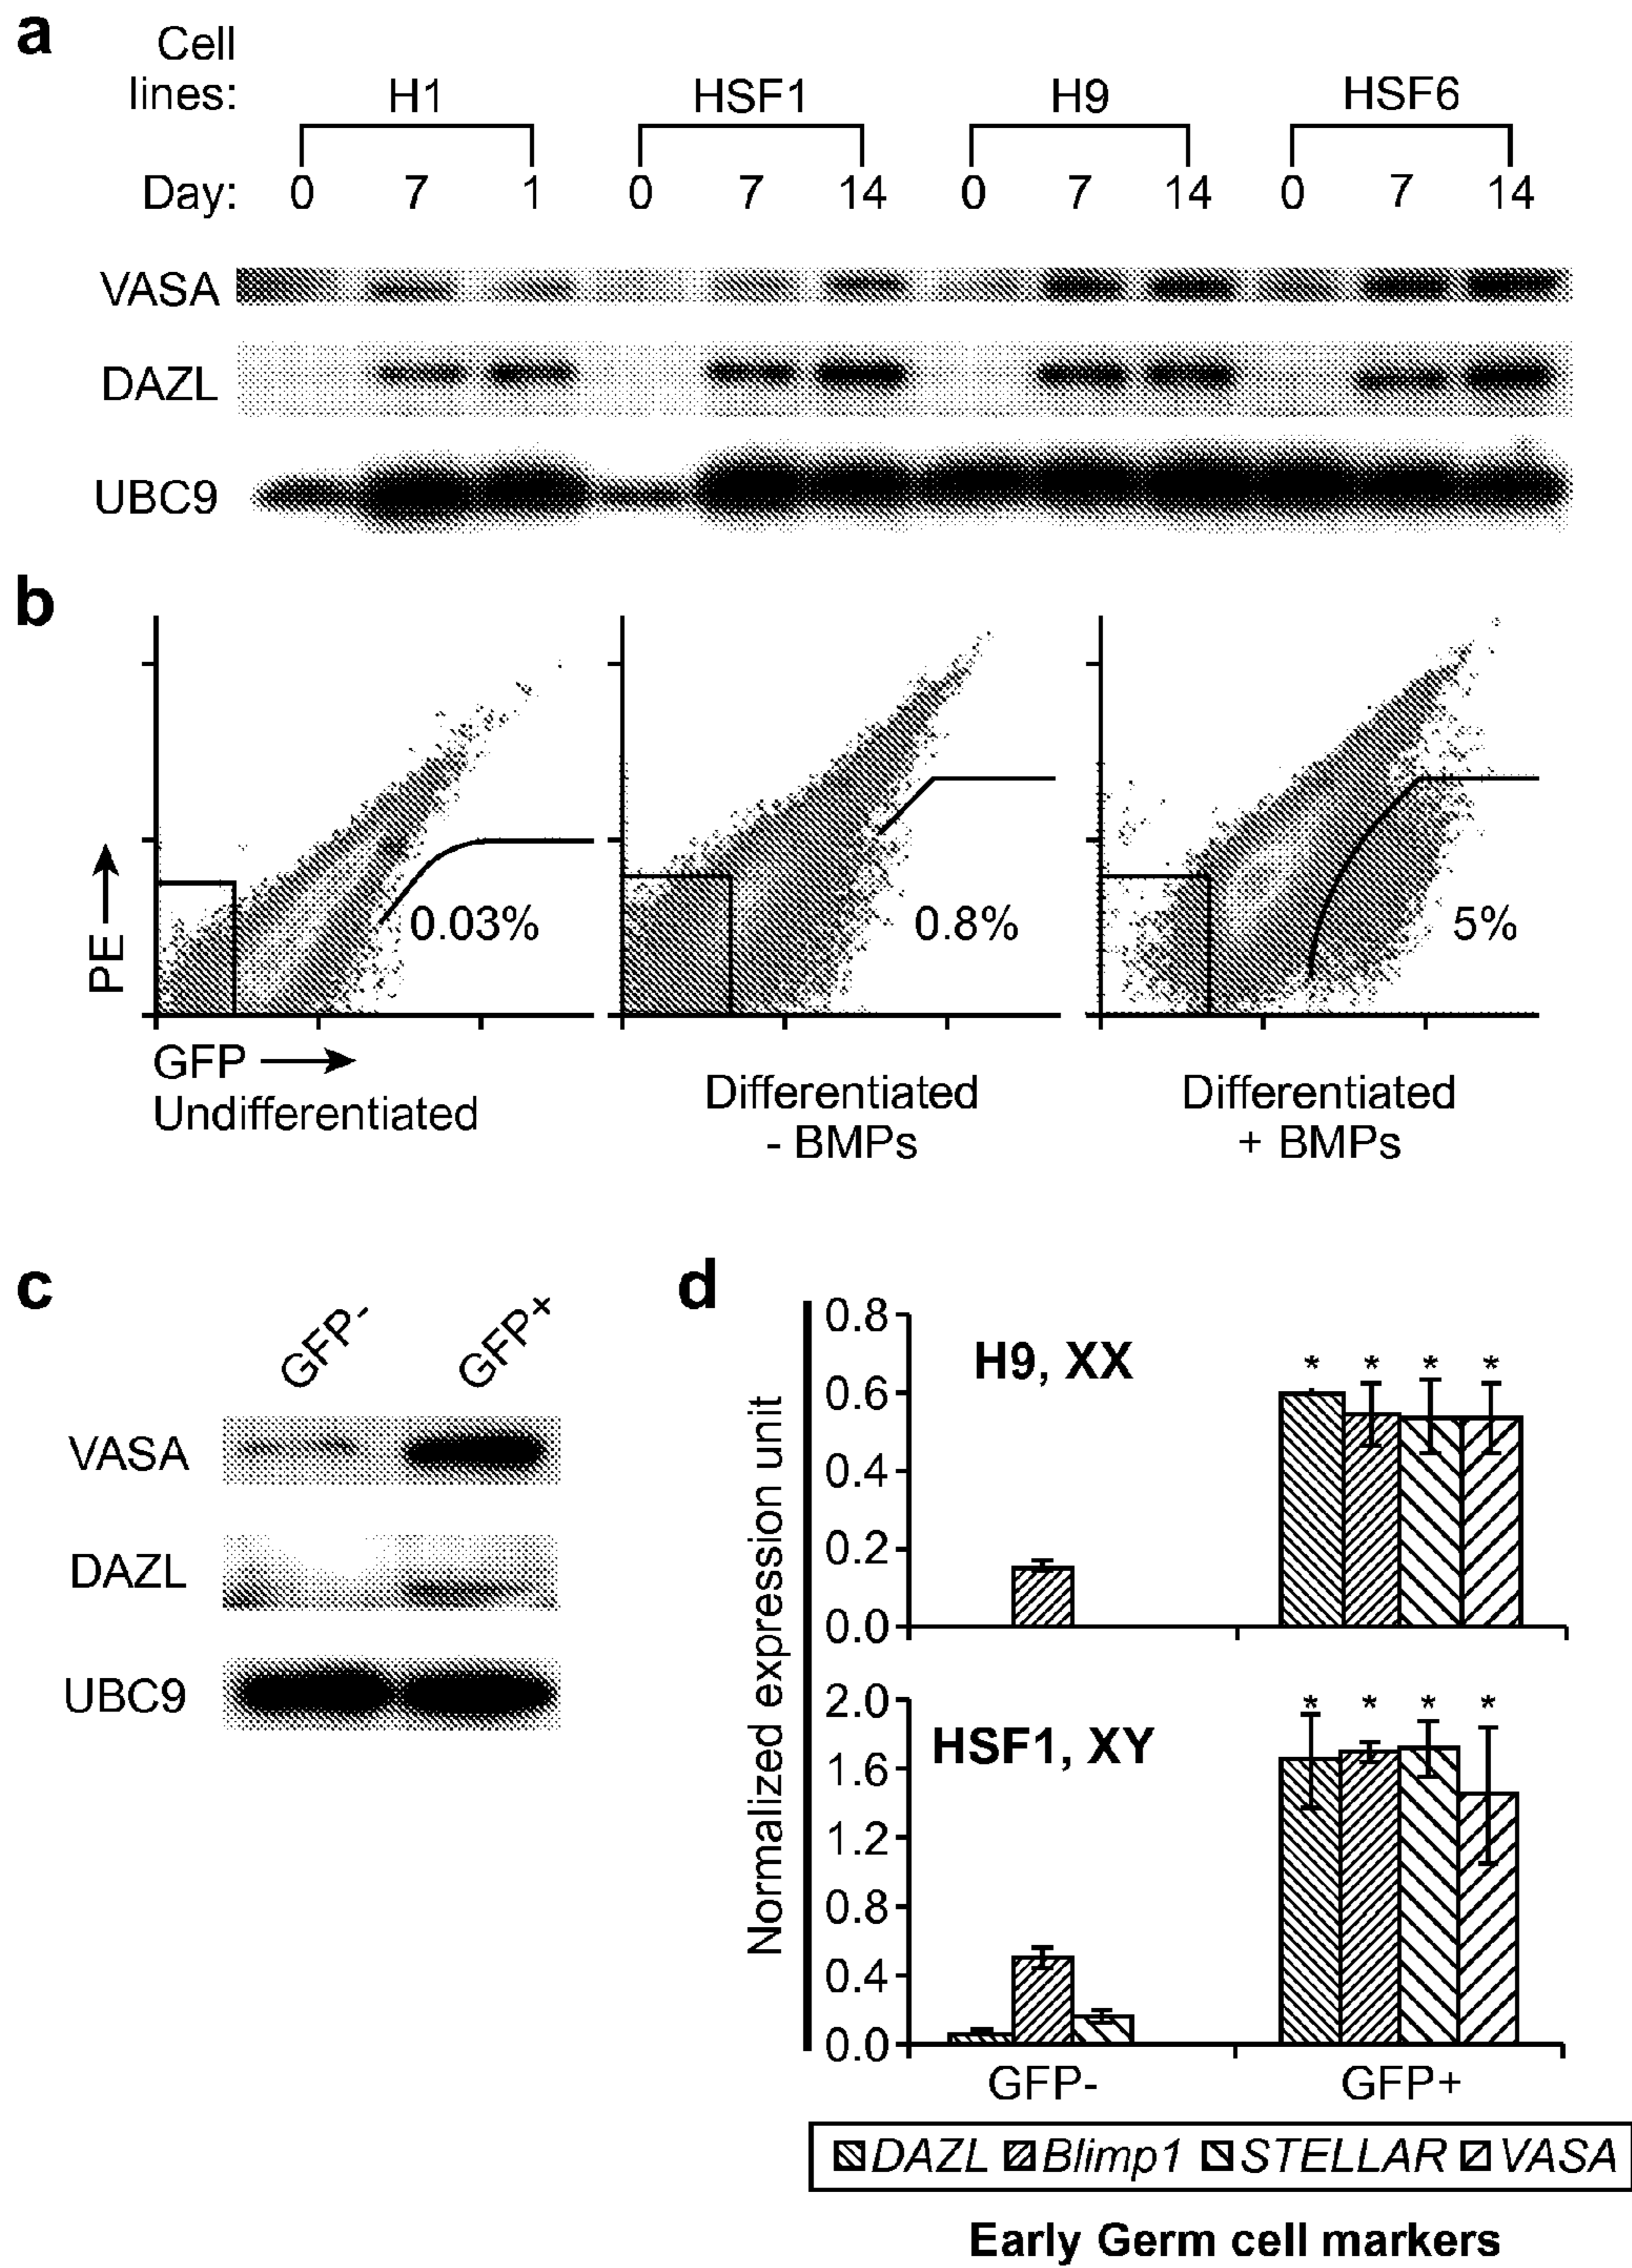 a
Cell
lines: H1 HSF1 H9 HSF6
Day: 0 7 1 0 7 14 0 7 14 0 7 14
VASA
DAZL
UBC9
b
PE
0.03% 0.8% 5%
GFP
Undifferentiated
Differentiated
- BMPs
Differentiated
+ BMPs
c
GFP- GFP+
VASA
DAZL
UBC9
d
Normalized expression unit
0.8
H9, XX
* * * *
0.6
0.4
0.2
0.0
2.0
* * * *
HSF1, XY
1.6
1.2
0.8
0.4
0.0
GFP- GFP+
DAZL Blimp1 STELLAR VASA
Early Germ cell markers